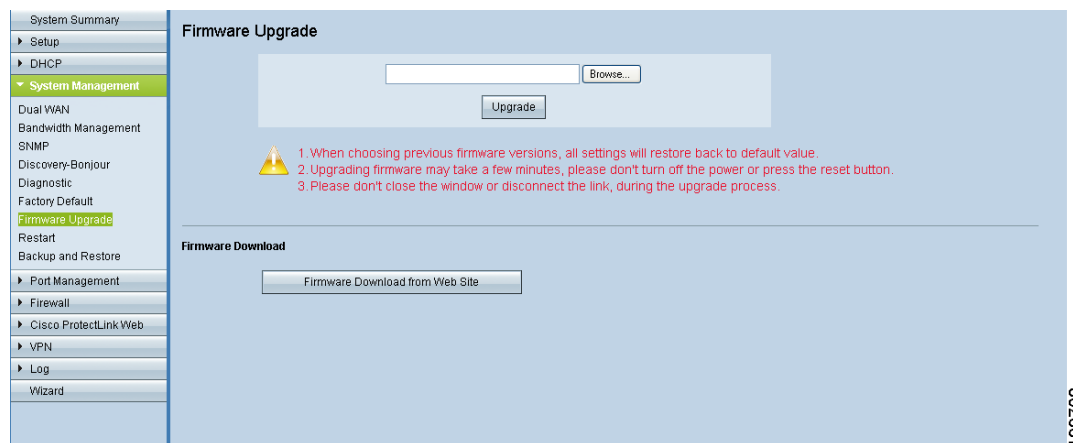 System Summary
Setup
DHCP
System Management
Dual WAN
Bandwidth Management
SNMP
Discovery-Bonjour
Diagnostic
Factory Default
Firmware Upgrade
Restart
Backup and Restore
Port Management
Firewall
Cisco ProtectLink Web
VPN
Log
Wizard
Firmware Upgrade
Browse...
Upgrade
1. When choosing previous firmware versions, all settings will restore back to default value.
2. Upgrading firmware may take a few minutes, please don't turn off the power or press the reset button.
3. Please don't close the window or disconnect the link, during the upgrade process.
Firmware Download
Firmware Download from Web Site